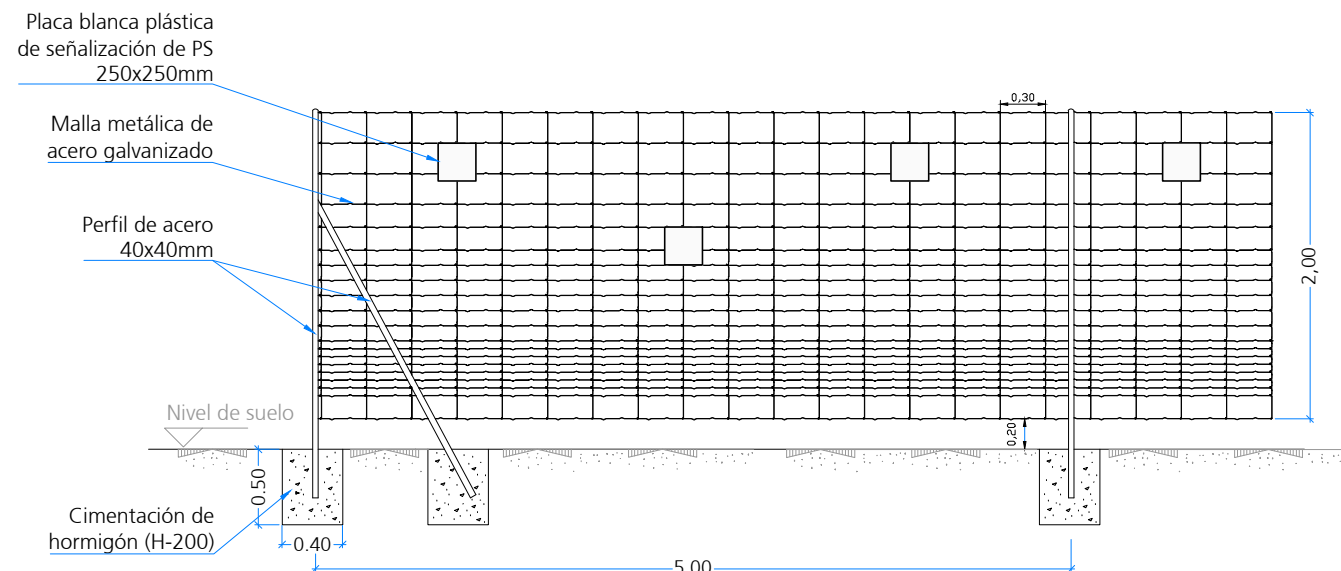 Placa blanca plástica
de señalización de PS
250x250mm
Malla metálica de
acero galvanizado
Perfil de acero
40x40mm
Nivel de suelo
Cimentación de
hormigón (H-200)
0,30
2,00
0,20
0.50
0.40
5.00